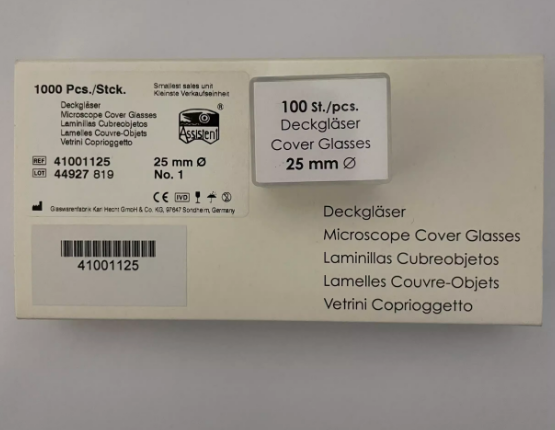 1000 Pcs./Stck.
Smallest sales unit
Kleinste Verkaufseinheit
Deckgläser
Microscope Cover Glasses
Laminillas Cubreobjetos
Lamelles Couvre-Objets
Vetrini Coprioggetto
®
Assistent
REF 41001125 25 mm Ø
LOT 44927 819 No. 1
CE IVD
Glaswarenfabrik Karl Hecht GmbH & Co. KG, 97647 Sondheim, Germany
41001125
100 St./pcs.
Deckgläser
Cover Glasses
25 mm Ø
Deckgläser
Microscope Cover Glasses
Laminillas Cubreobjetos
Lamelles Couvre-Objets
Vetrini Coprioggetto